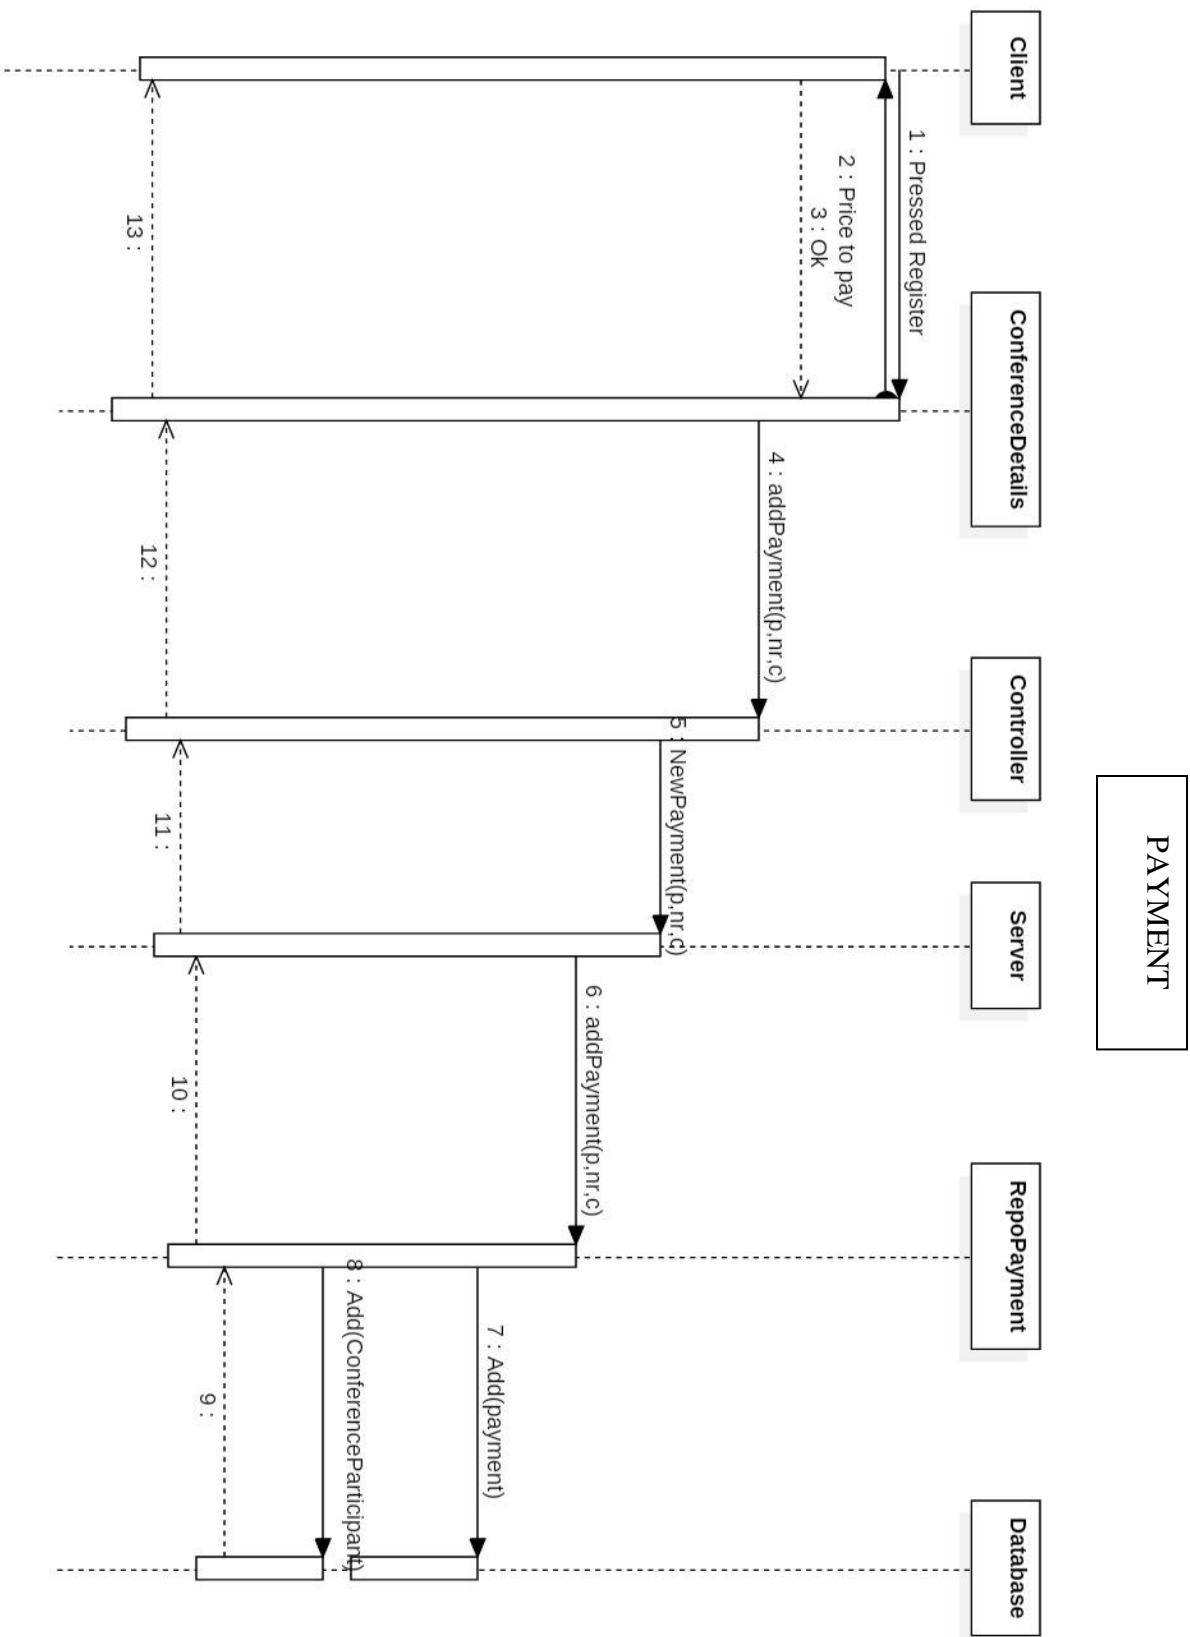 PAYMENT
Client
ConferenceDetails
Controller
Server
RepoPayment
Database
1 : Pressed Register
2 : Price to pay
3 : Ok
4 : addPayment(p,nr,c)
5 : NewPayment(p,nr,c)
6 : addPayment(p,nr,c)
7 : Add(payment)
8 : Add(ConferenceParticipant)
9 :
10 :
11 :
12 :
13 :